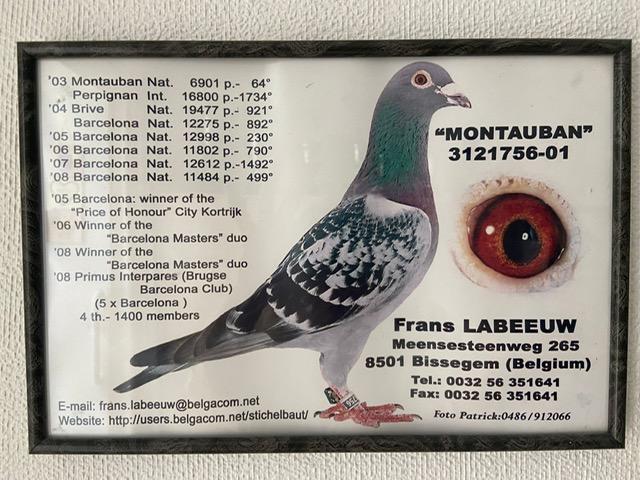 '03 Montauban Nat. 6901 p.- 64°
Perpignan Int. 16800 p.-1734°
'04 Brive Nat. 19477 p.- 921°
Barcelona Nat. 12275 p.- 892°
'05 Barcelona Nat. 12998 p.- 230°
'06 Barcelona Nat. 11802 p.- 790°
'07 Barcelona Nat. 12612 p.-1492°
'08 Barcelona Nat. 11484 p.- 499°
'05 Barcelona: winner of the
"Price of Honour" City Kortrijk
'06 Winner of the
"Barcelona Masters" duo
'08 Winner of the
"Barcelona Masters" duo
'08 Primus Interpares (Brugse
Barcelona Club)
(5 x Barcelona )
4 th.- 1400 members
E-mail: frans.labeeuw@belgacom.net
Website: http://users.belgacom.net/stichelbaut/
"MONTAUBAN"
3121756-01
Frans LABEEUW
Meensesteenweg 265
8501 Bissegem (Belgium)
Tel.: 0032 56 351641
Fax: 0032 56 351641
Foto Patrick:0486/912066